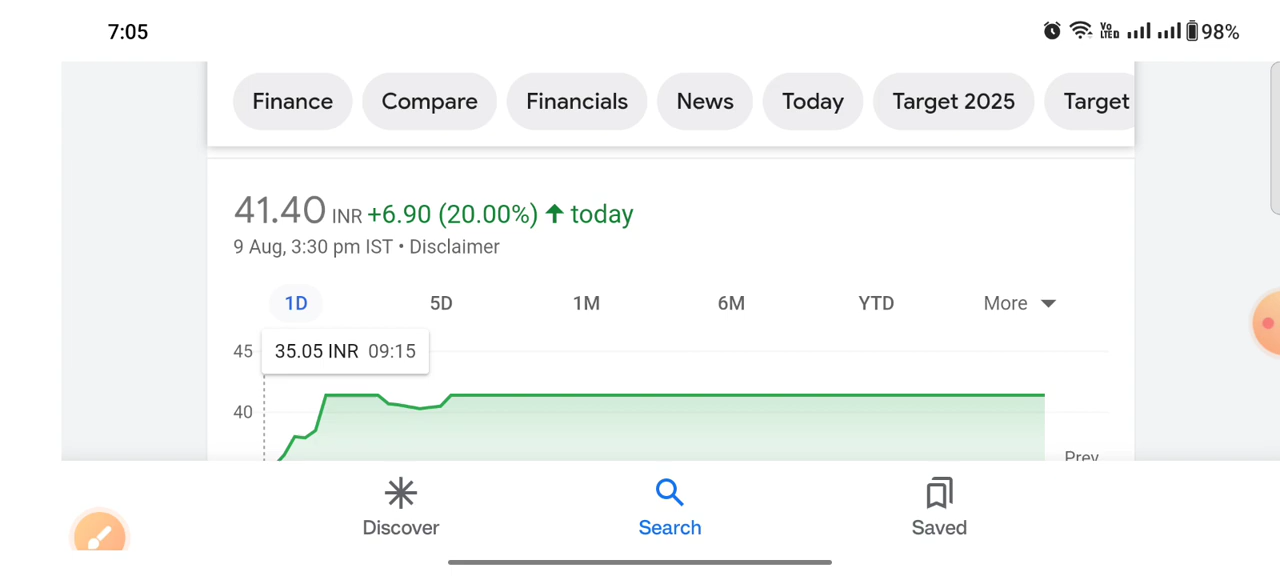 7:05
Vo LTED 98%
Finance Compare Financials News Today Target 2025 Target
41.40 INR +6.90 (20.00%) ↑ today
9 Aug, 3:30 pm IST • Disclaimer
1D 5D 1M 6M YTD More
45
35.05 INR 09:15
40
Prev
Discover Search Saved